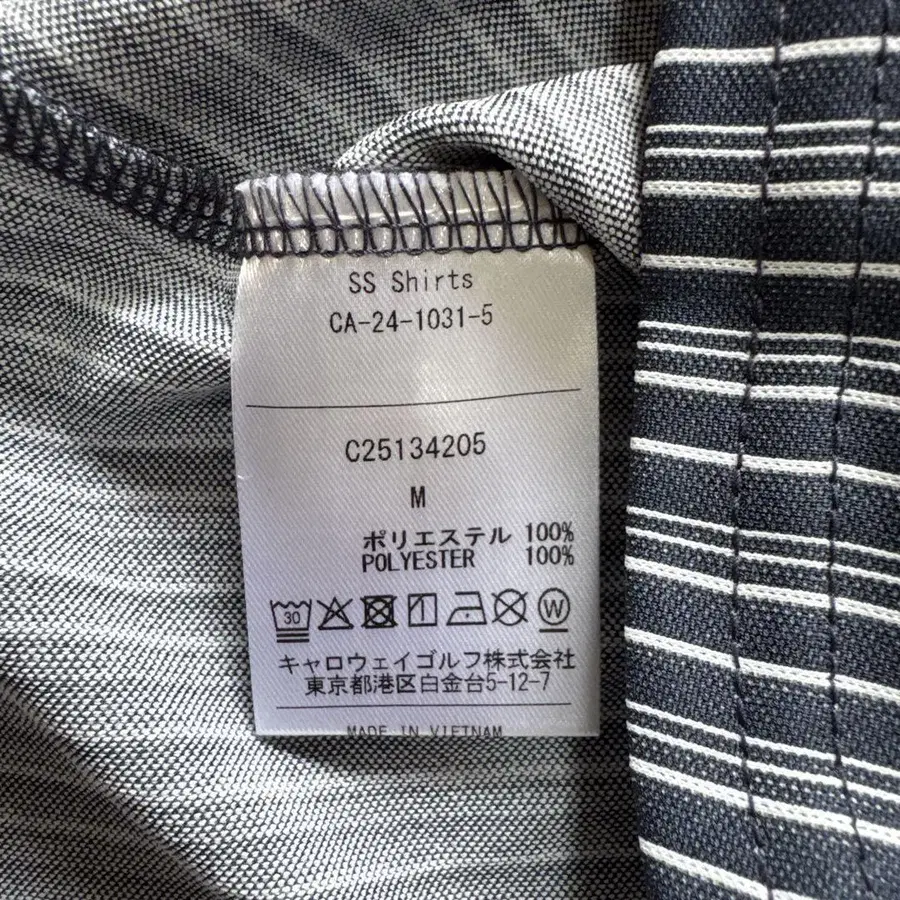 SS Shirts
CA-24-1031-5
C25134205
M
ポリエステル 100%
POLYESTER 100%
30 W
キャロウェイゴルフ株式会社
東京都港区白金台5-12-7
MADE IN VIETNAM